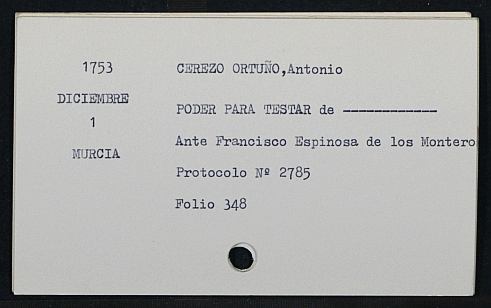 1753
DICIEMBRE
1
MURCIA
CEREZO ORTUÑO,Antonio
PODER PARA TESTAR de ------------
Ante Francisco Espinosa de los Montero
Protocolo Nº 2785
Folio 348